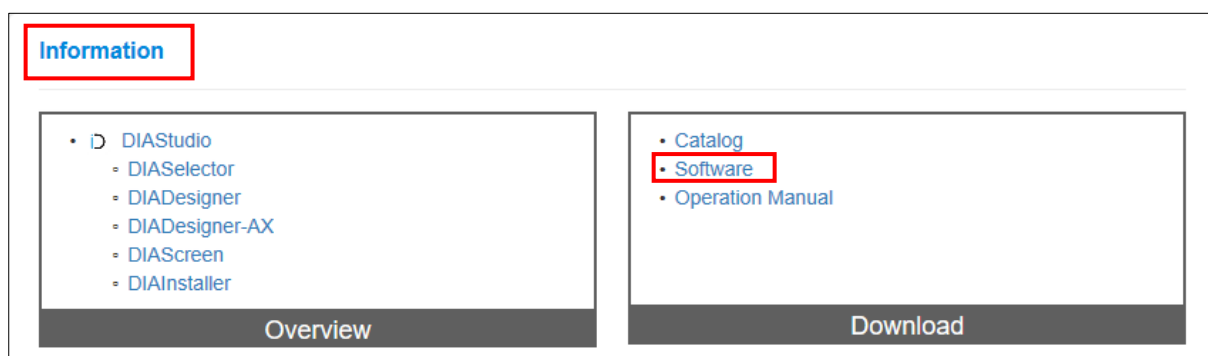 Information
• DIAStudio
▫ DIASelector
▫ DIADesigner
▫ DIADesigner-AX
▫ DIAScreen
▫ DIAInstaller
Overview
• Catalog
• Software
• Operation Manual
Download